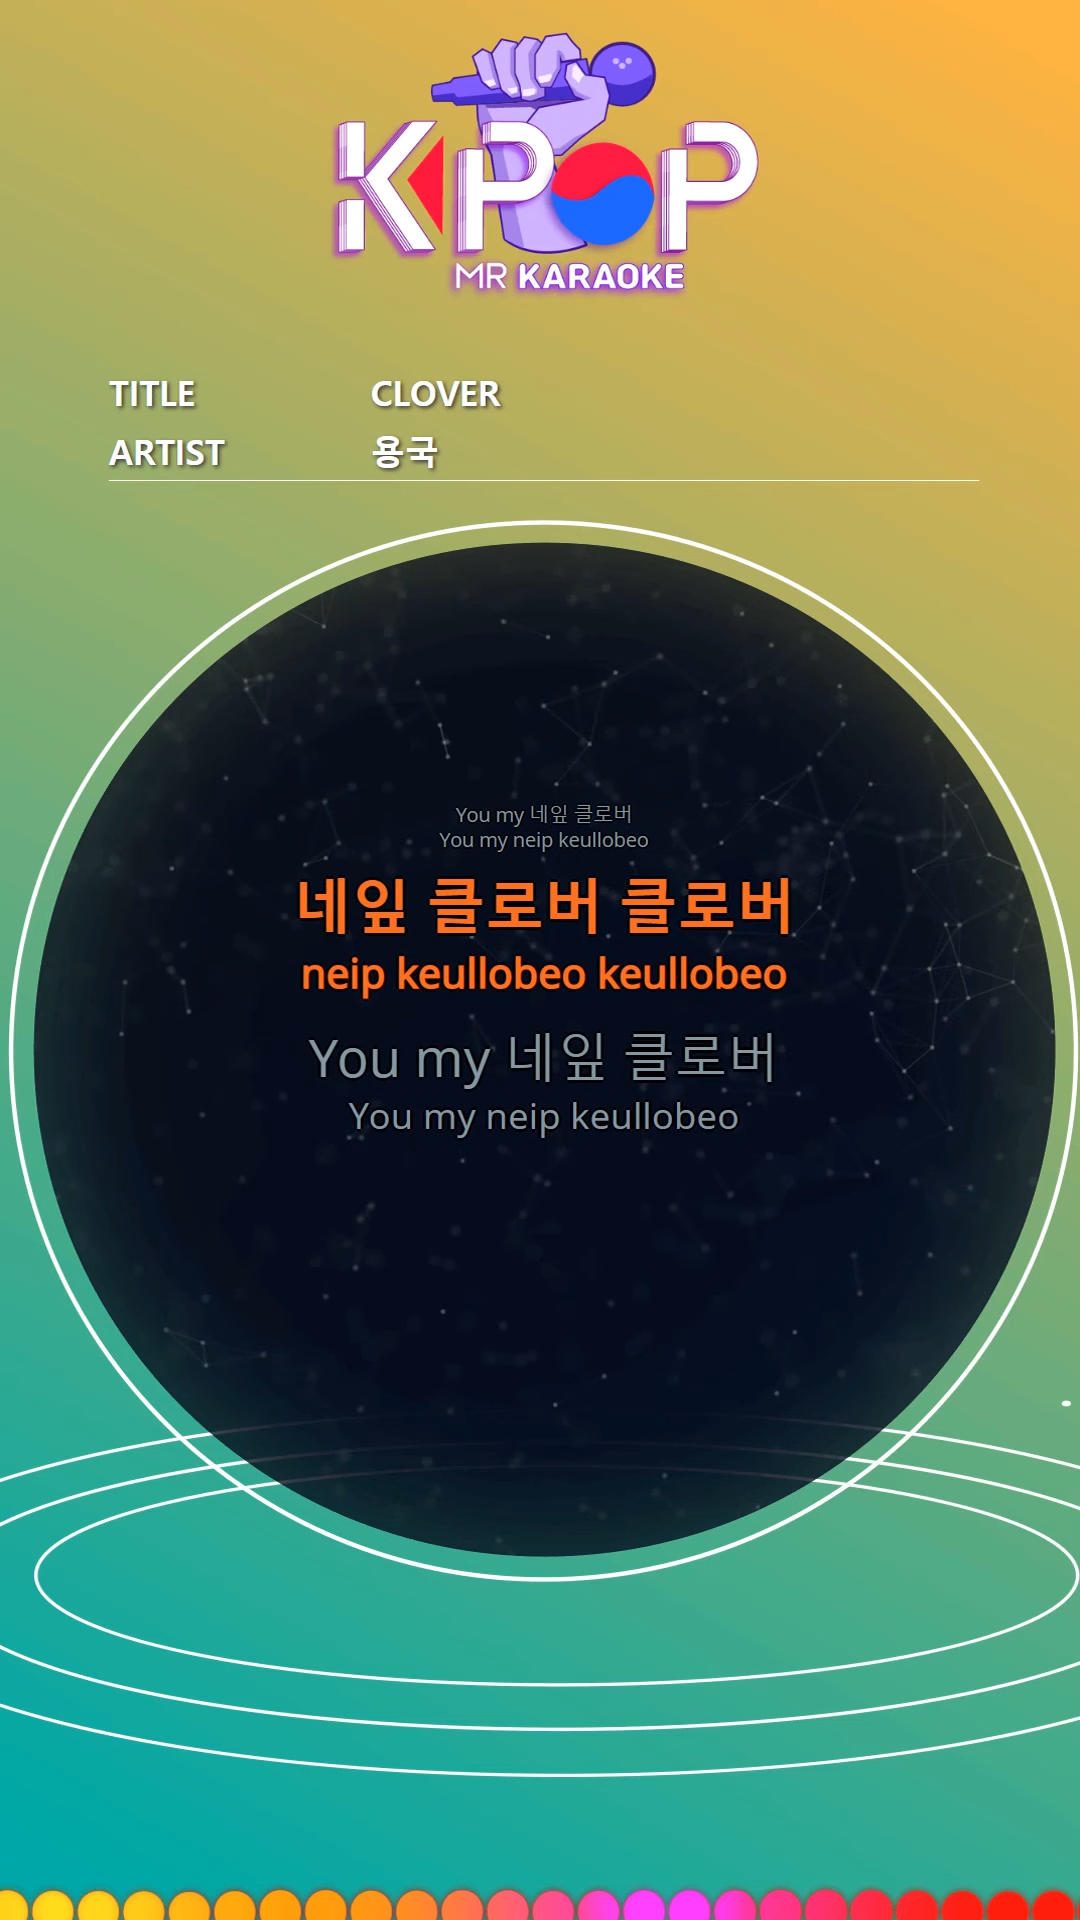 KPOP
MR KARAOKE
TITLE CLOVER
ARTIST 용국
You my 네잎 클로버
You my neip keullobeo
네잎 클로버 클로버
neip keullobeo keullobeo
You my 네잎 클로버
You my neip keullobeo